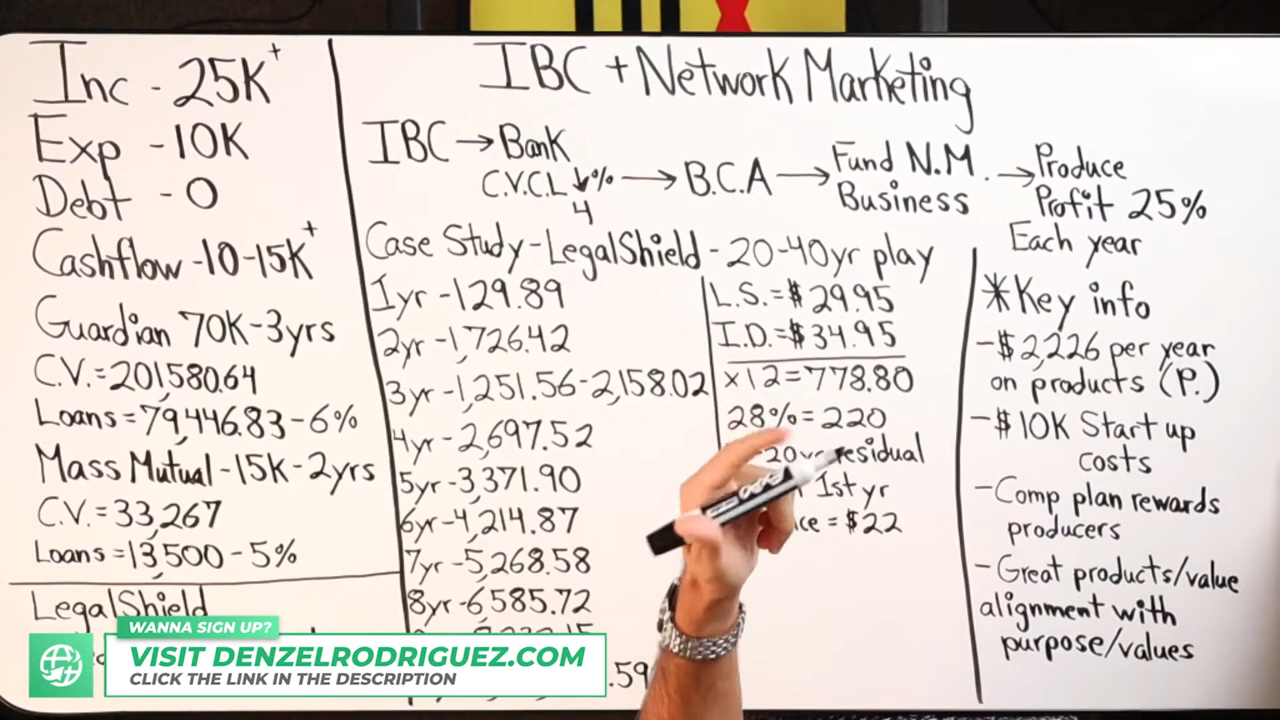 IBC + Network Marketing
Inc - 25K+
Exp - 10K
Debt - 0
Cashflow - 10-15K+
Guardian 70K-3yrs
C.V. = 201,580.64
Loans = 79,446.83 - 6%
Mass Mutual - 15K - 2yrs
C.V. = 33,267
Loans = 13,500 - 5%
LegalShield
IBC → Bank
C.V.C.L ↓% → B.C.A → Fund N.M. → Produce
4
Business
Profit 25%
Each year
Case Study - LegalShield - 20-40yr play
1yr - 129.89
2yr - 1,726.42
3yr - 1,251.56 - 2,158.02
4yr - 2,697.52
5yr - 3,371.90
6yr - 4,214.87
7yr - 5,268.58
8yr - 6,585.72
.59
L.S. = $29.95
I.D. = $34.95
x12 = 778.80
28% = 220
residual
1st yr
= $22
*Key info
- $2,226 per year
on products (P.)
- $10K Start up
costs
- Comp plan rewards
producers
- Great products/value
alignment with
purpose/values
WANNA SIGN UP?
VISIT DENZELRODRIGUEZ.COM
CLICK THE LINK IN THE DESCRIPTION